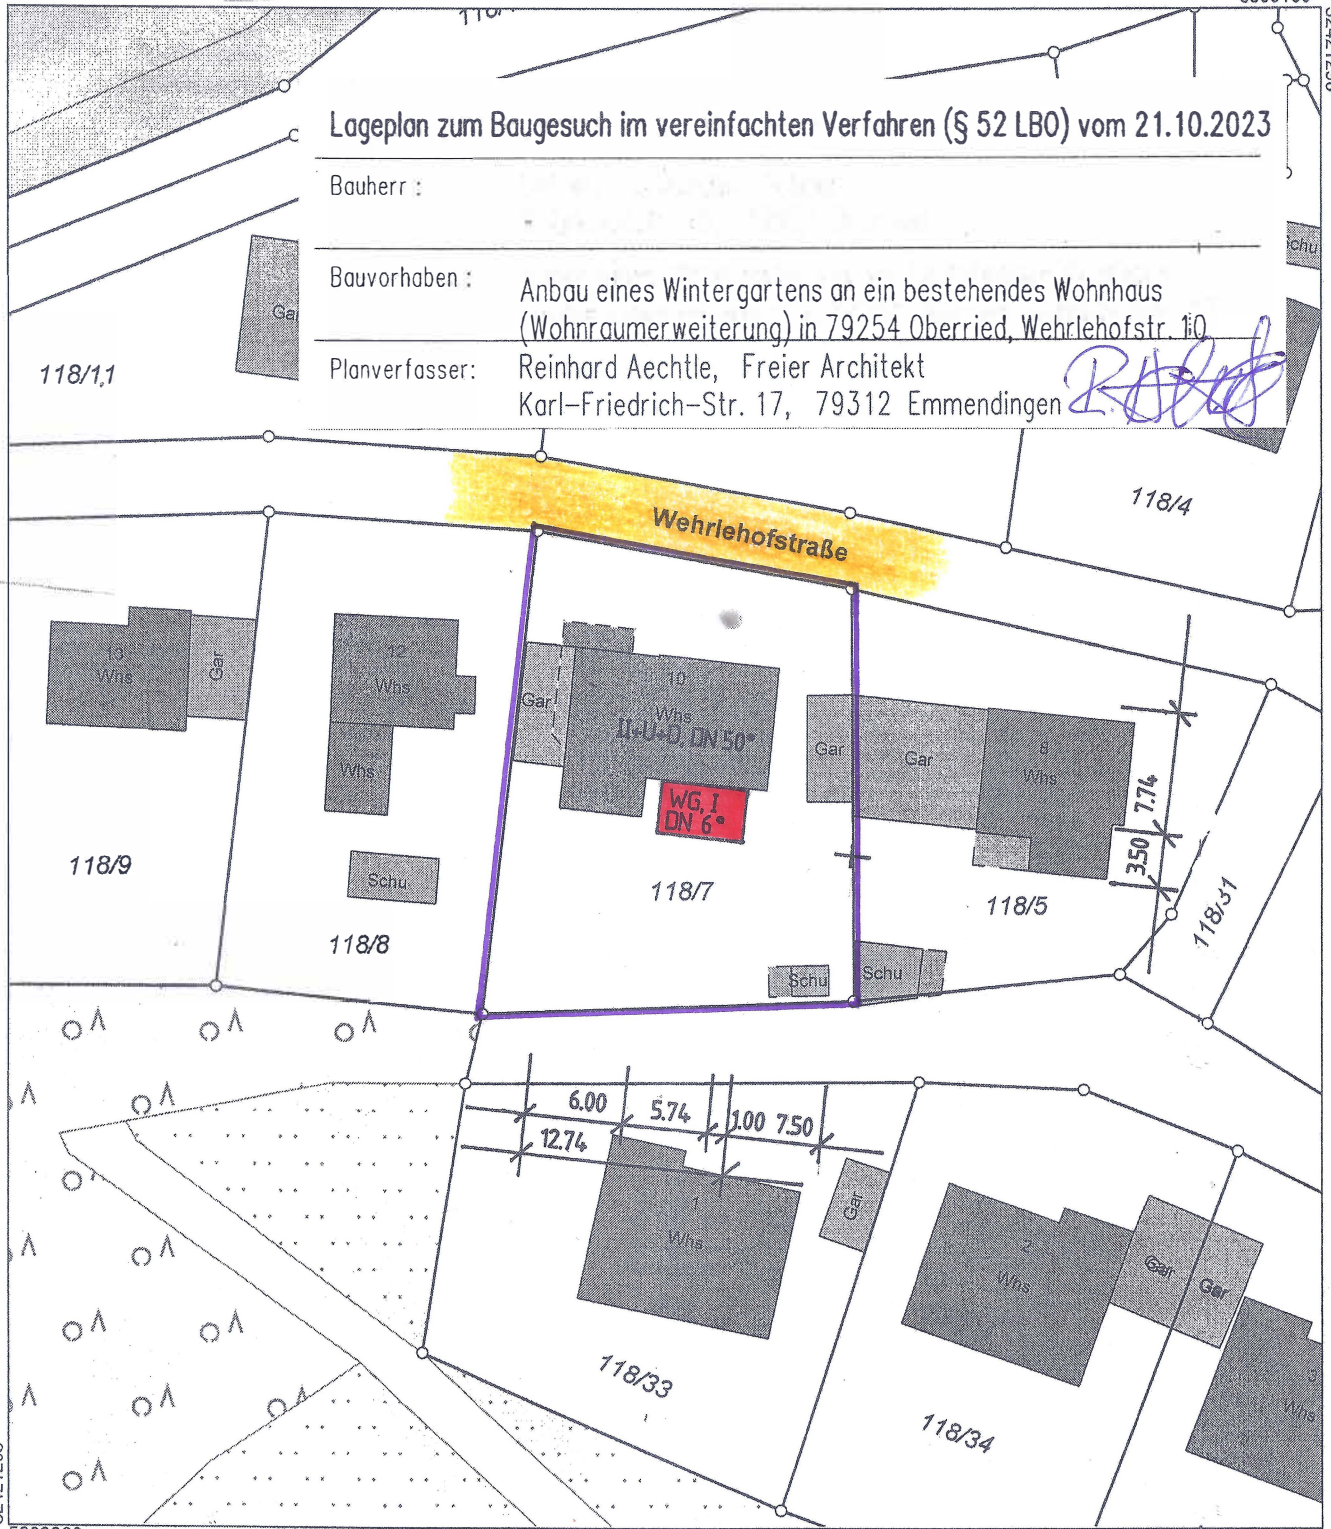 Lageplan zum Baugesuch im vereinfachten Verfahren (§ 52 LBO) vom 21.10.2023
Bauherr :
Bauvorhaben :
Anbau eines Wintergartens an ein bestehendes Wohnhaus
(Wohnraumerweiterung) in 79254 Oberried, Wehrlehofstr. 10
Planverfasser:
Reinhard Aechtle, Freier Architekt
Karl-Friedrich-Str. 17, 79312 Emmendingen
Schu
Gar
118/11
118/4
Wehrlehofstraße
13
Whs
Gar
12
Whs
Whs
Gar
10
Whs
II+U+D, DN 50°
WG, I
DN 6°
Gar
Gar
8
Whs
7.74
3.50
118/9
Schu
118/8
118/7
118/5
118/31
Schu
Schu
6.00
5.74
1.00
7.50
12.74
1
Whs
Gar
2
Whs
Gar
Gar
3
Whs
118/33
118/34